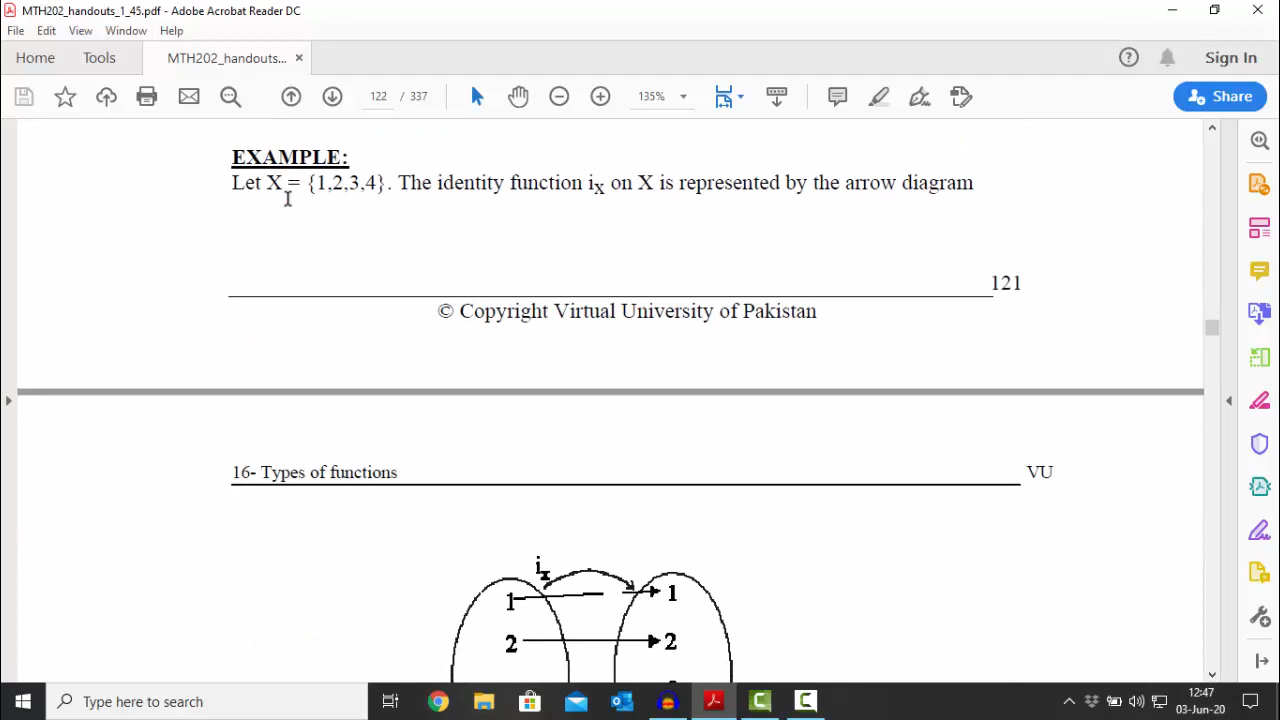 MTH202_handouts_1_45.pdf - Adobe Acrobat Reader DC
File Edit View Window Help
Home Tools MTH202_handouts... × Sign In
122 / 337 135% Share
EXAMPLE:
Let X = {1,2,3,4}. The identity function iX on X is represented by the arrow diagram
121
© Copyright Virtual University of Pakistan
16- Types of functions VU
ix
1 1
2 2
Type here to search
12:47
03-Jun-20